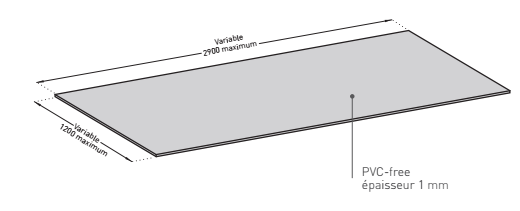 Variable
2900 maximum
Variable
1200 maximum
PVC-free
épaisseur 1 mm